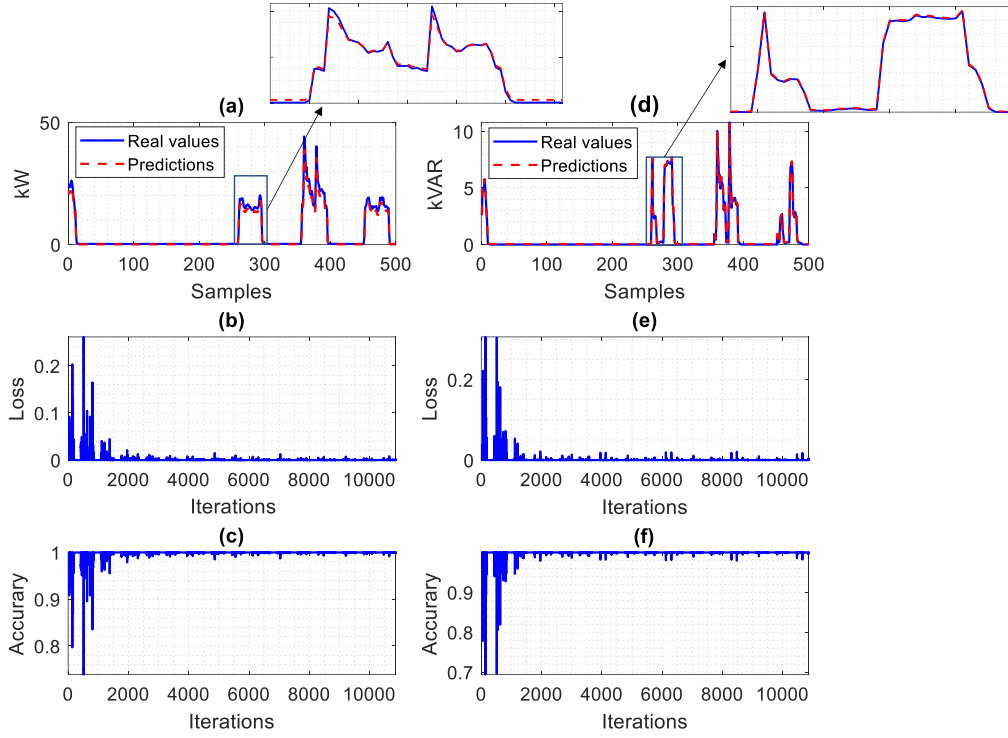 (a)
50
0
kW
Real values
Predictions
0 100 200 300 400 500
Samples
(d)
10
5
0
kVAR
Real values
Predictions
0 100 200 300 400 500
Samples
(b)
0.2
0.1
0
Loss
0 2000 4000 6000 8000 10000
Iterations
(e)
0.2
0
Loss
0 2000 4000 6000 8000 10000
Iterations
(c)
1
0.9
0.8
Accurary
0 2000 4000 6000 8000 10000
Iterations
(f)
0.9
0.8
0.7
Accurary
0 2000 4000 6000 8000 10000
Iterations